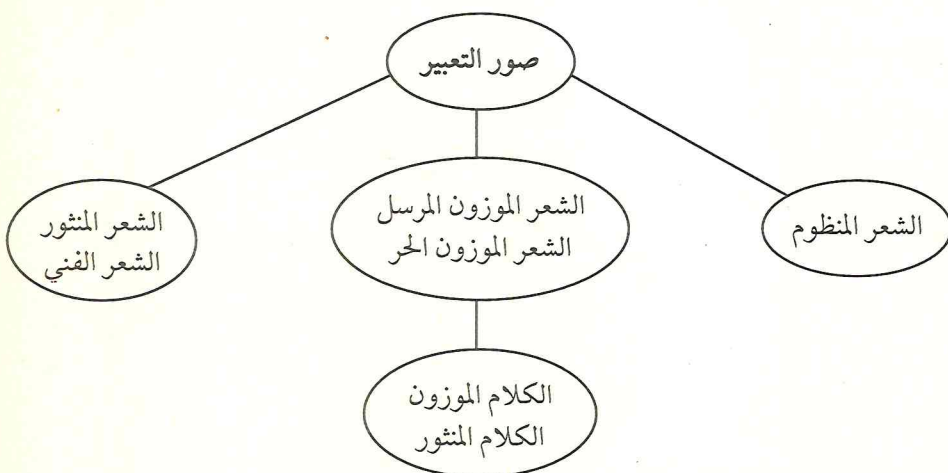 صور التعبير
الشعر المنظوم
الشعر الموزون المرسل
الشعر الموزون الحر
الشعر المنثور
الشعر الفني
الكلام الموزون
الكلام المنثور